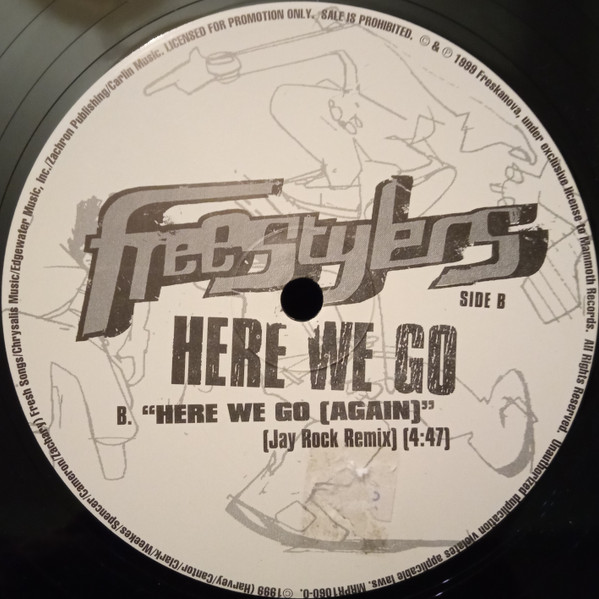 freestylers
SIDE B
HERE WE GO
B. “HERE WE GO (AGAIN)”
(Jay Rock Remix) (4:47)
©1999 (Harvey/Cantor/Clark/Weekes/Spencer/Cameron/Zachary) Fresh Songs/Chrysalis Music/Edgewater Music, Inc./Zachron Publishing/Carlin Music. LICENSED FOR PROMOTION ONLY. SALE IS PROHIBITED. © & ℗ 1999 Freskanova, under exclusive license to Mammoth Records. All Rights Reserved. Unauthorized duplication violates applicable laws. MRPR1060-0.